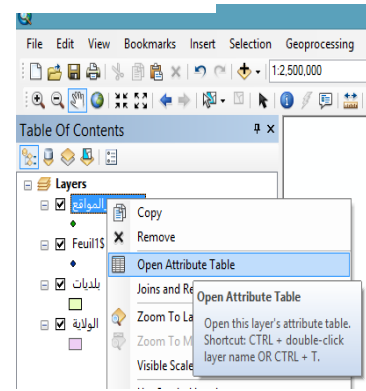 File Edit View Bookmarks Insert Selection Geoprocessing
1:2,500,000
Table Of Contents
Layers
المواقع
Copy
Remove
Feuil1$
Open Attribute Table
بلديات
Joins and Re
Open Attribute Table
Zoom To La
Open this layer's attribute table.
الولاية
Zoom To M
Shortcut: CTRL + double-click
layer name OR CTRL + T.
Visible Scale